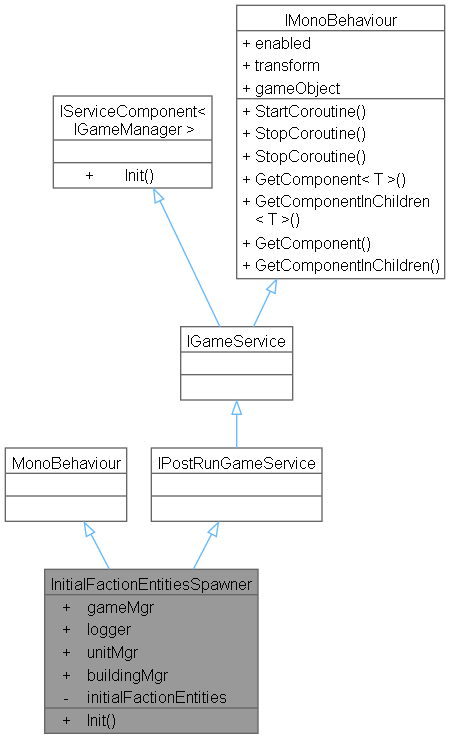 IMonoBehaviour
+ enabled
+ transform
+ gameObject
+ StartCoroutine()
+ StopCoroutine()
+ StopCoroutine()
+ GetComponent< T >()
+ GetComponentInChildren
< T >()
+ GetComponent()
+ GetComponentInChildren()
IServiceComponent<
IGameManager >
+ Init()
IGameService
MonoBehaviour
IPostRunGameService
InitialFactionEntitiesSpawner
+ gameMgr
+ logger
+ unitMgr
+ buildingMgr
- initialFactionEntities
+ Init()